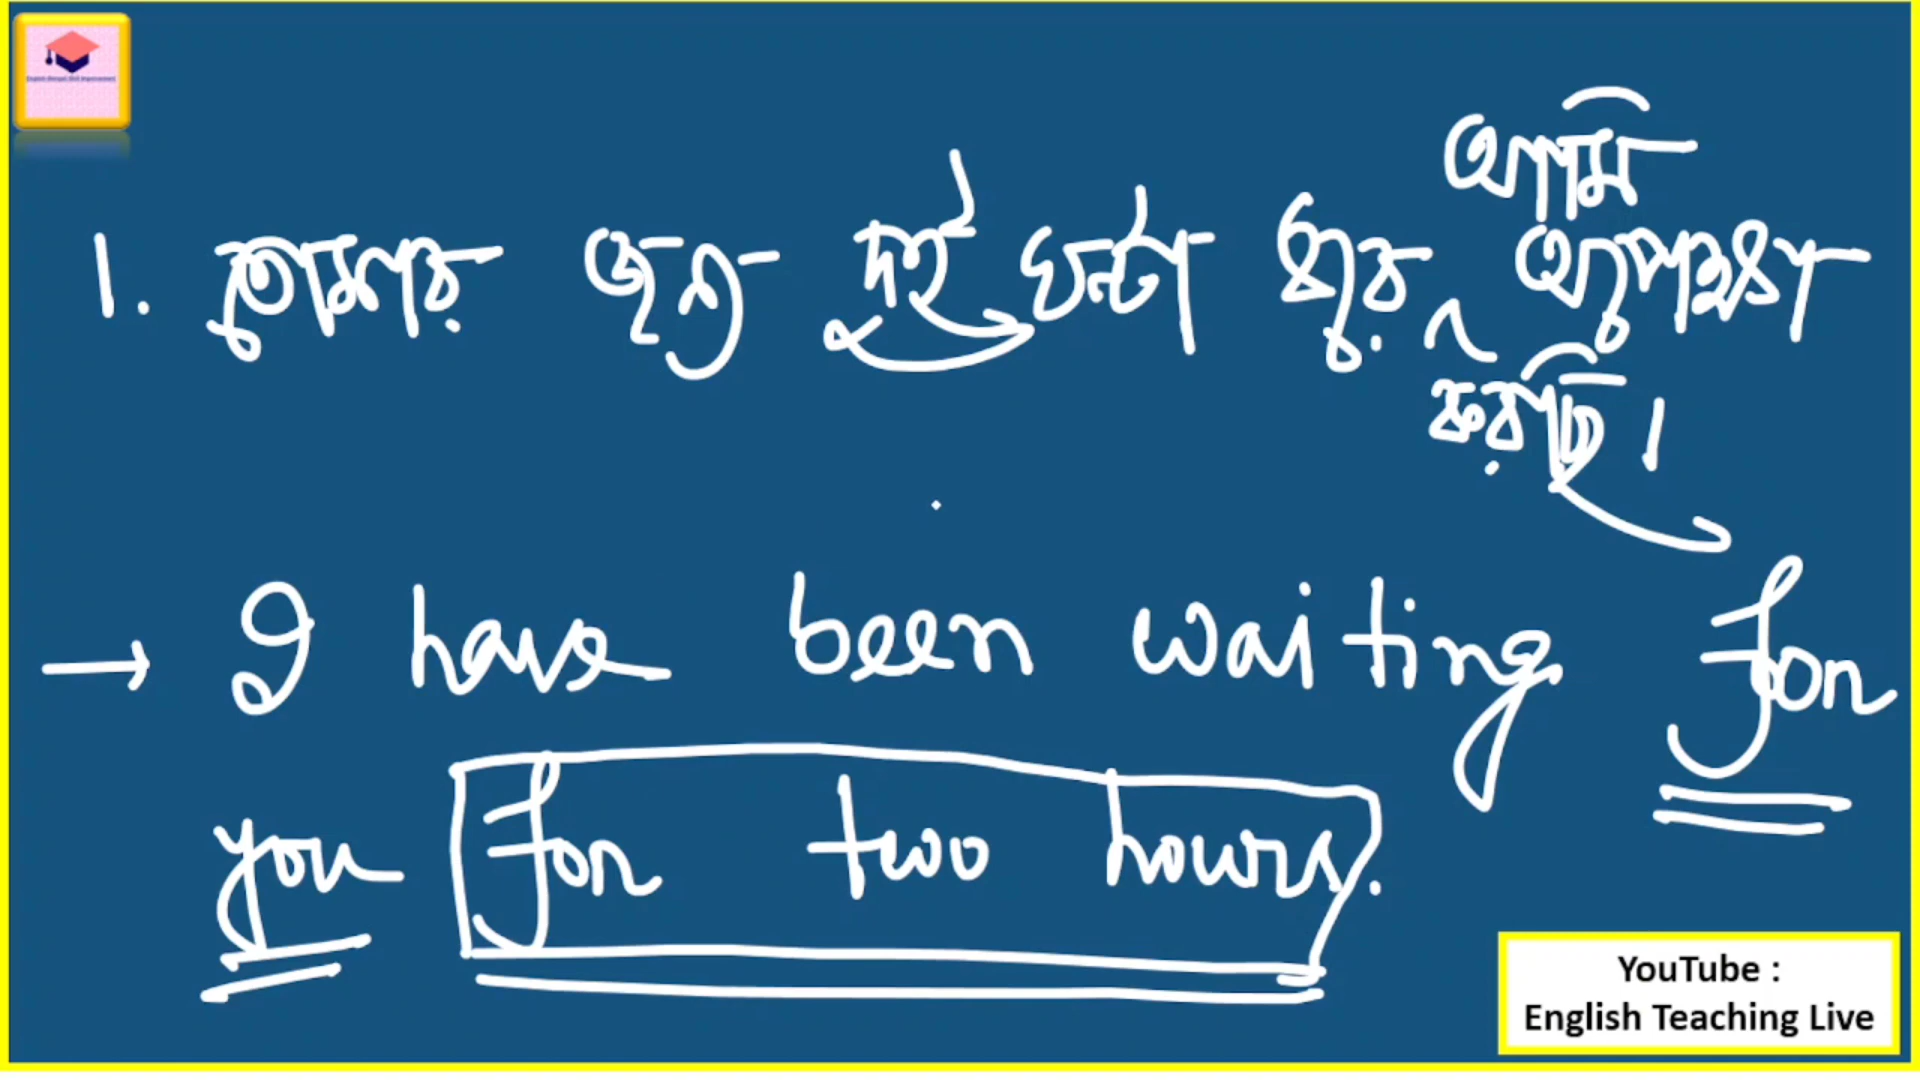 1. তোমার জন্য দুই ঘন্টা ধরে আমি অপেক্ষা
করছি।
→ I have been waiting for
you for two hours.
YouTube :
English Teaching Live